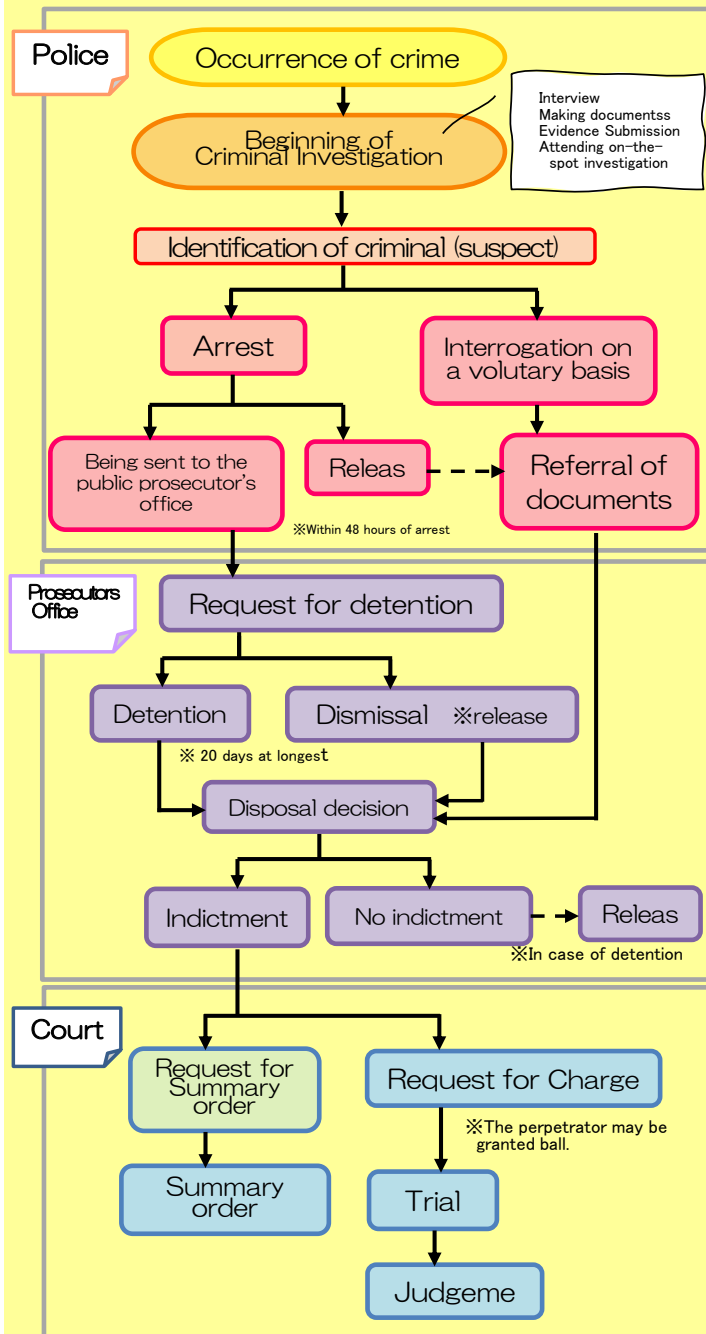 Police
Occurrence of crime
Interview
Making documentss
Evidence Submission
Attending on-the-
spot investigation
Beginning of
Criminal Investigation
Identification of criminal (suspect)
Arrest
Interrogation on
a volutary basis
Being sent to the
public prosecutor's
office
Releas
Referral of
documents
※Within 48 hours of arrest
Prosecutors
Office
Request for detention
Detention
Dismissal ※release
※ 20 days at longest
Disposal decision
Indictment
No indictment
Releas
※In case of detention
Court
Request for
Summary
order
Request for Charge
※The perpetrator may be
granted ball.
Summary
order
Trial
Judgeme